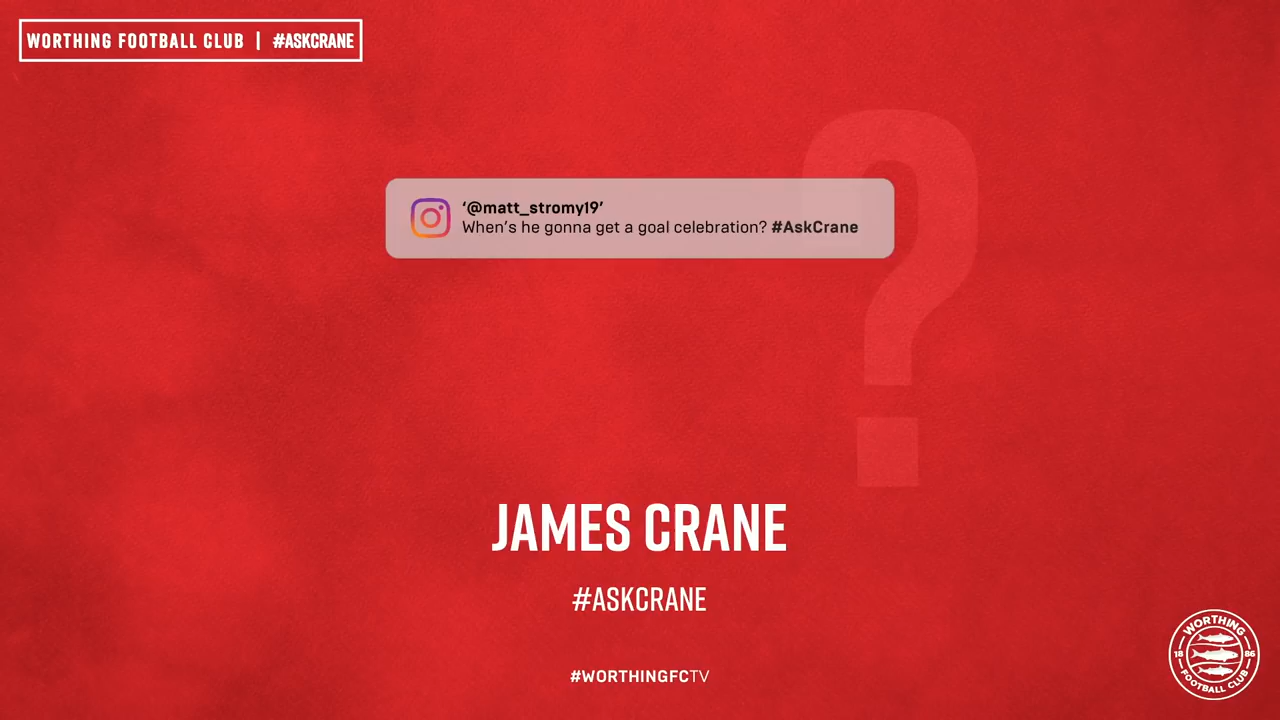 WORTHING FOOTBALL CLUB | #ASKCRANE
‘@matt_stromy19’
When’s he gonna get a goal celebration? #AskCrane
?
JAMES CRANE
#ASKCRANE
#WORTHINGFCTV
WORTHING
18 86
FOOTBALL CLUB